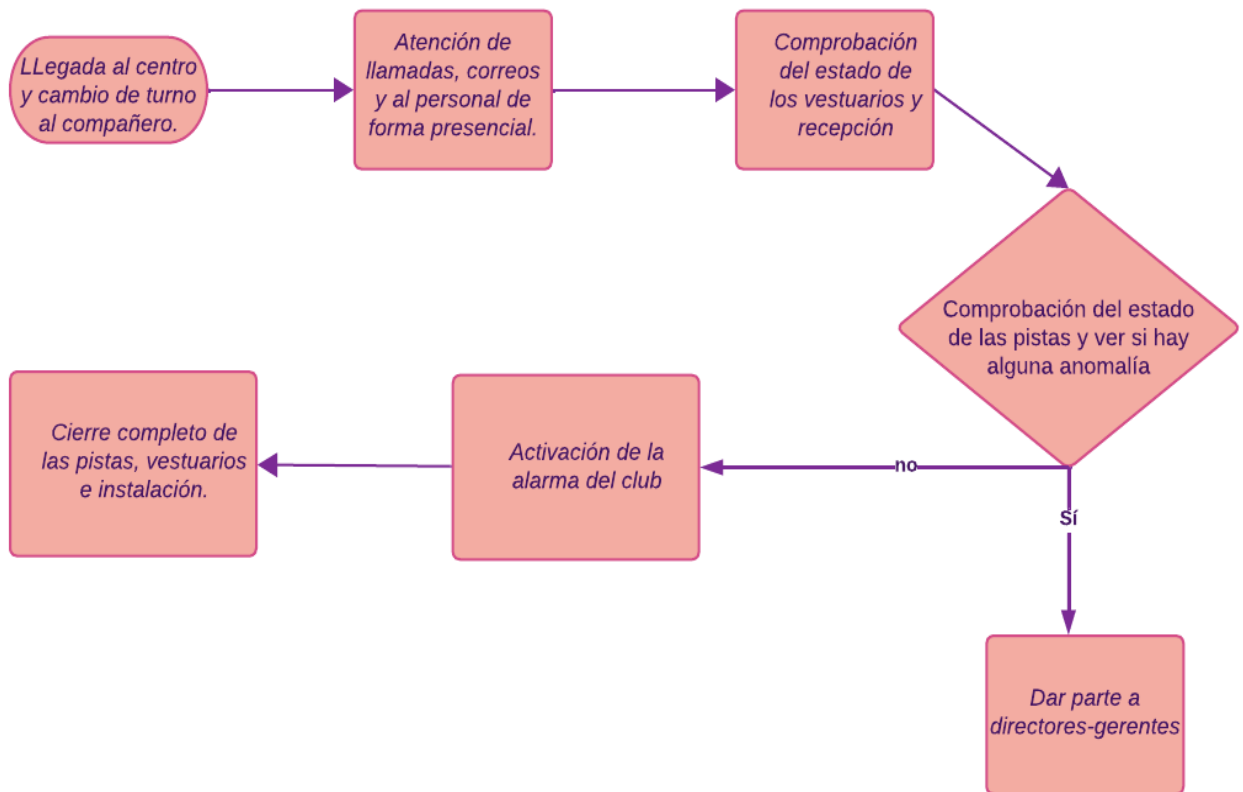 LLegada al centro
y cambio de turno
al compañero.
Atención de
llamadas, correos
y al personal de
forma presencial.
Comprobación
del estado de
los vestuarios y
recepción
Comprobación del estado
de las pistas y ver si hay
alguna anomalía
no
Sí
Activación de la
alarma del club
Cierre completo de
las pistas, vestuarios
e instalación.
Dar parte a
directores-gerentes